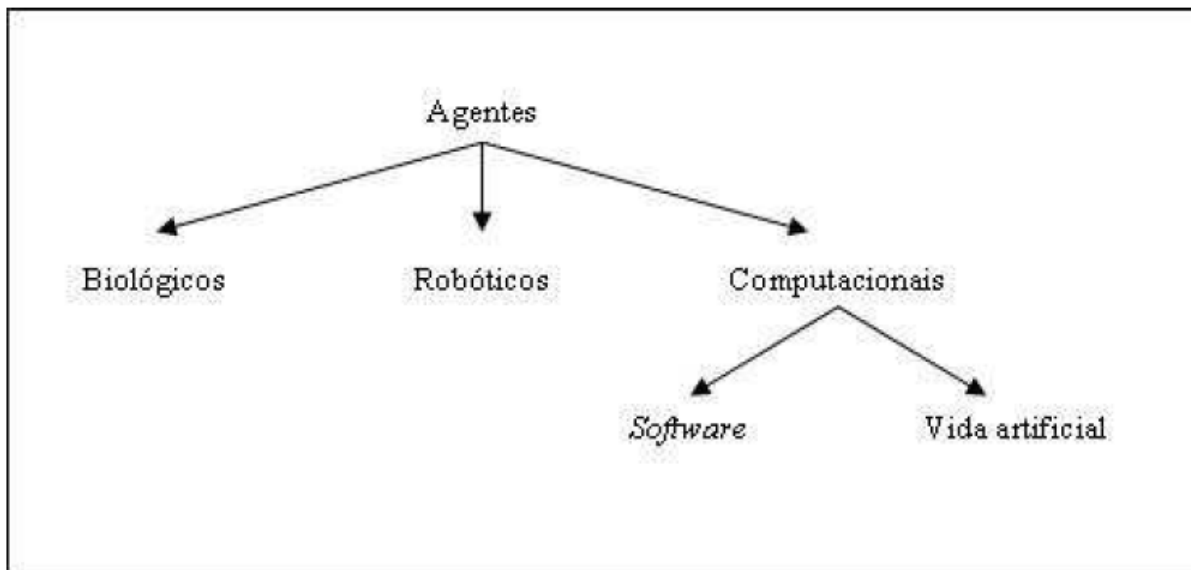 Agentes
Biológicos Robóticos Computacionais
Software Vida artificial